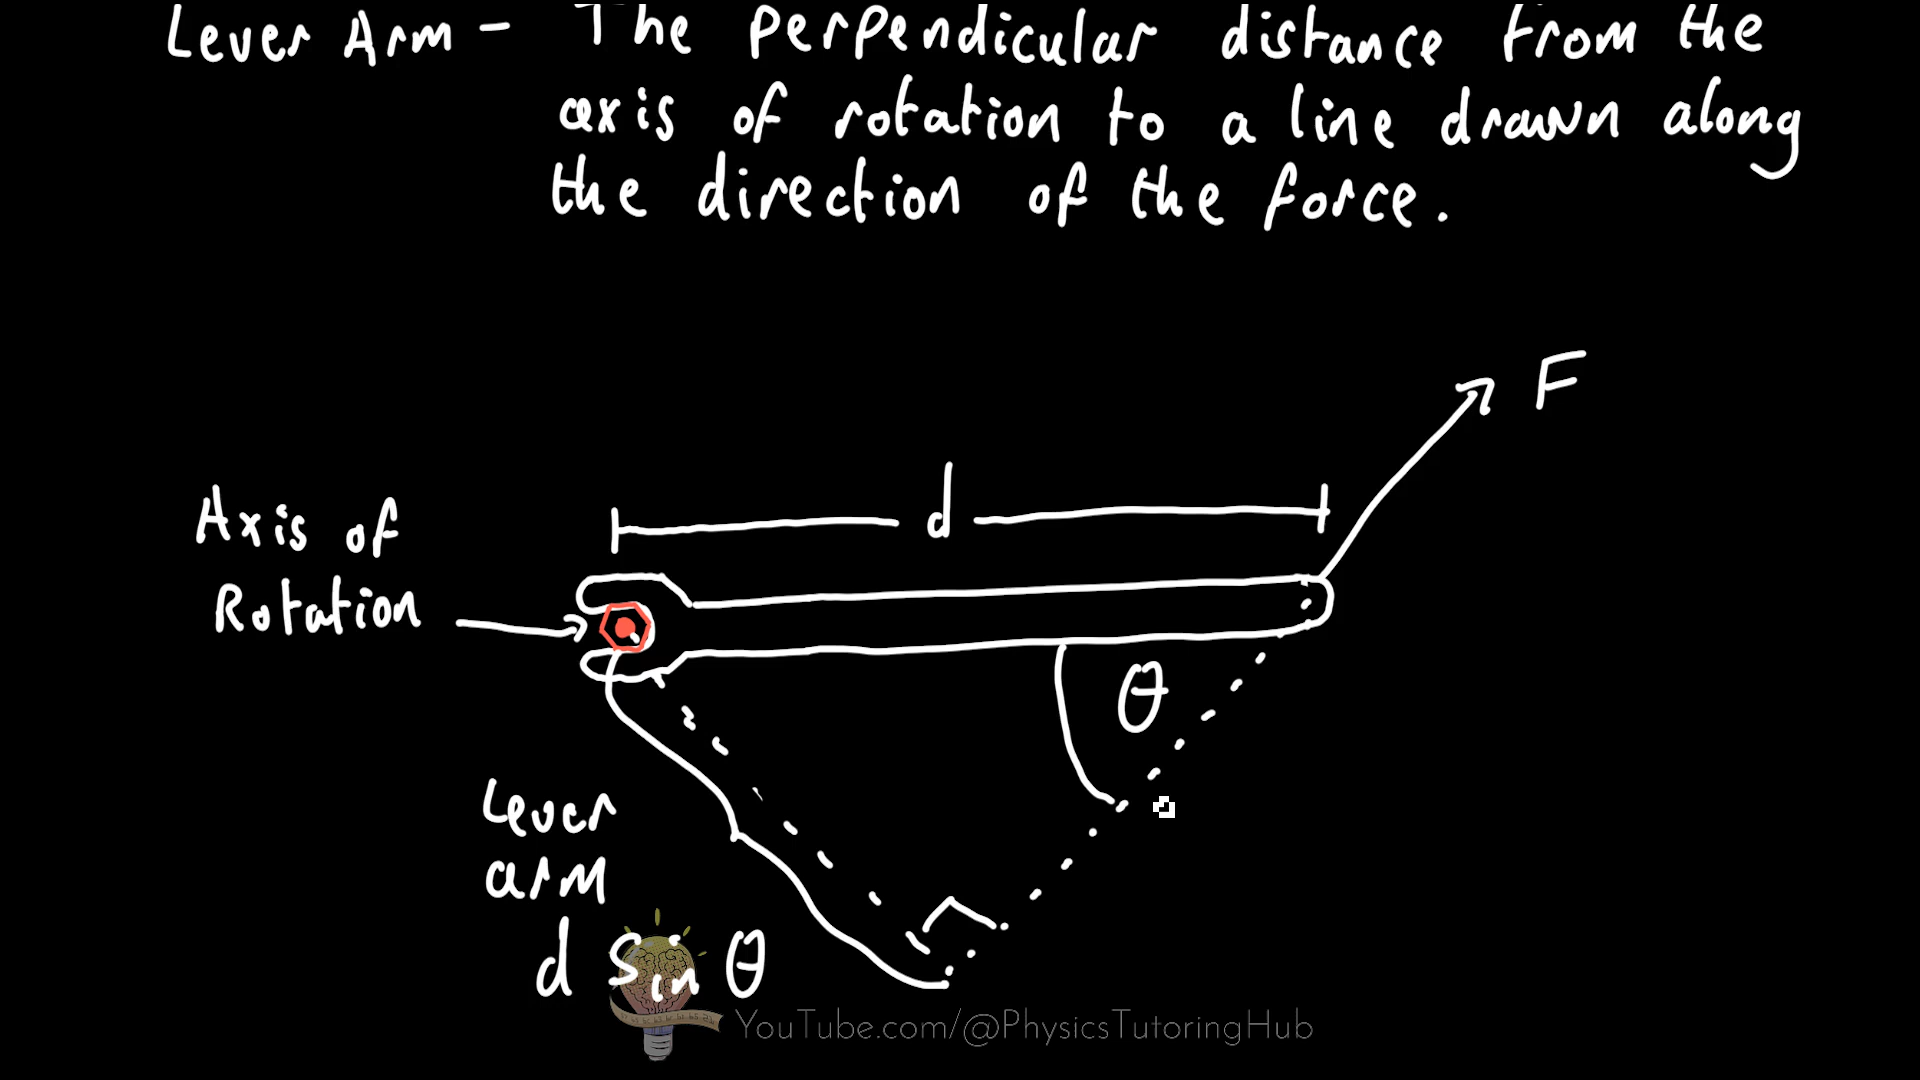 Lever Arm - The perpendicular distance from the
axis of rotation to a line drawn along
the direction of the force.
F
d
Axis of
Rotation
θ
Lever
arm
d sin θ
YouTube.com/@PhysicsTutoringHub